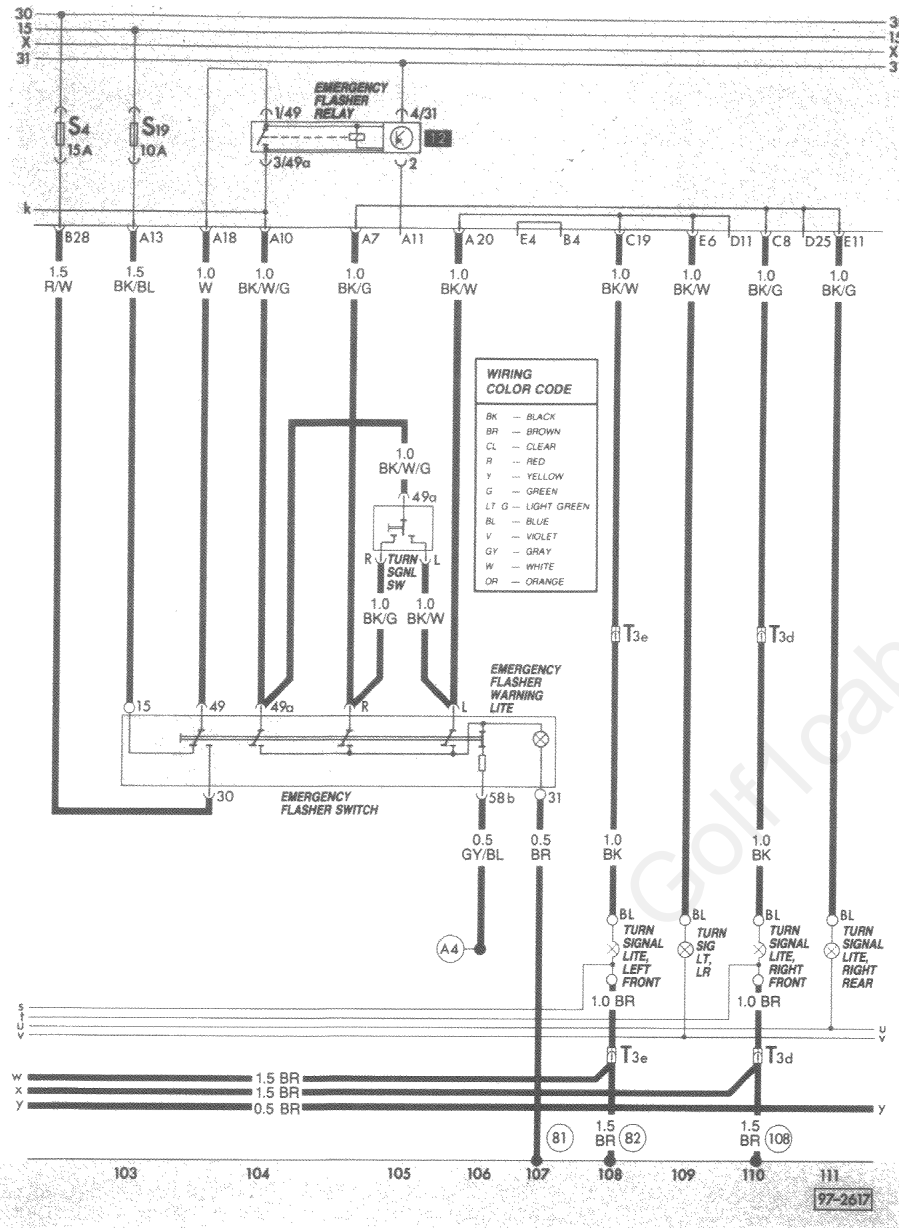 30
15
X
31
30
15
X
31
EMERGENCY
FLASHER
RELAY
1/49
4/31
S4
15A
S19
10A
12
3/49a
2
k
B28
A13
A18
A10
A7
A11
A20
E4
B4
C19
E6
D11
C8
D25
E11
1.5
R/W
1.5
BK/BL
1.0
W
1.0
BK/W/G
1.0
BK/G
1.0
BK/W
1.0
BK/W
1.0
BK/W
1.0
BK/G
1.0
BK/G
WIRING
COLOR CODE
BK — BLACK
BR — BROWN
CL — CLEAR
R — RED
Y — YELLOW
G — GREEN
LT G — LIGHT GREEN
BL — BLUE
V — VIOLET
GY — GRAY
W — WHITE
OR — ORANGE
1.0
BK/W/G
49a
R
L
TURN
SGNL
SW
1.0
BK/G
1.0
BK/W
T3e
T3d
EMERGENCY
FLASHER
WARNING
LITE
15
49
49a
R
L
30
EMERGENCY
FLASHER SWITCH
58b
31
0.5
GY/BL
0.5
BR
1.0
BK
1.0
BK
A4
BL
TURN
SIGNAL
LITE,
LEFT
FRONT
BL
TURN
SIG
LT,
LR
BL
TURN
SIGNAL
LITE,
RIGHT
FRONT
BL
TURN
SIGNAL
LITE,
RIGHT
REAR
1.0 BR
1.0 BR
s
t
u
v
u
v
T3e
T3d
w
1.5 BR
x
1.5 BR
y
0.5 BR
y
81
1.5
BR
82
1.5
BR
108
103
104
105
106
107
108
109
110
111
97-2617
Golf1cab